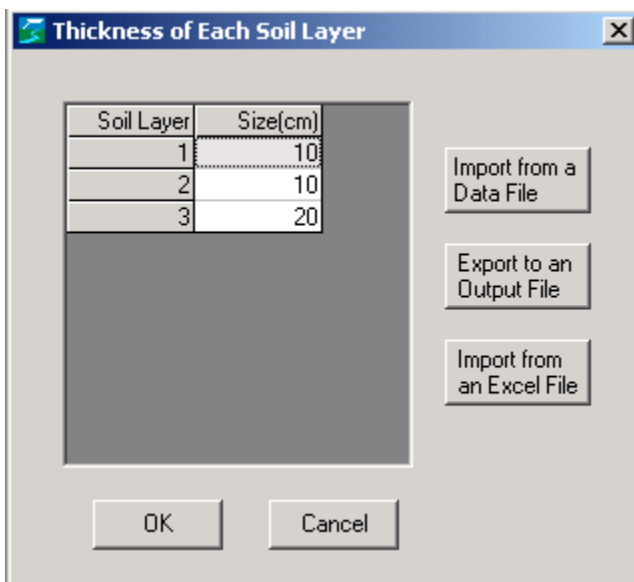 Thickness of Each Soil Layer
Soil Layer Size(cm)
1 10
2 10
3 20
Import from a
Data File
Export to an
Output File
Import from
an Excel File
OK Cancel